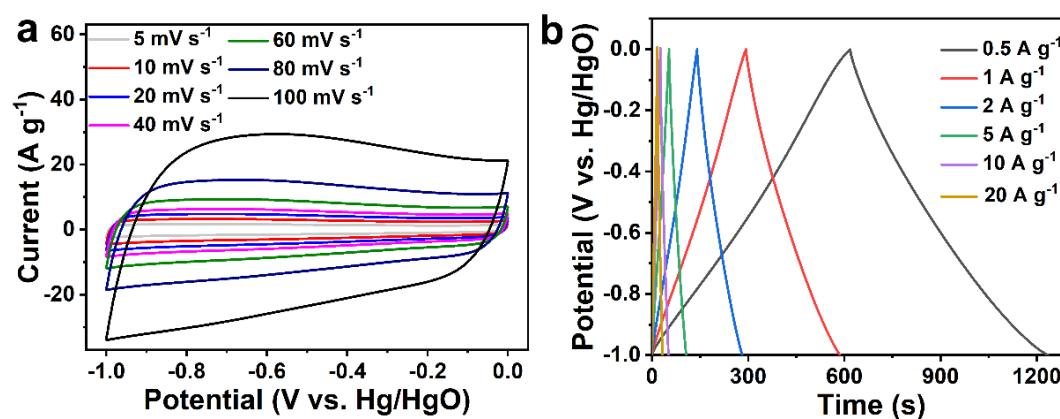 a
5 mV s⁻¹
10 mV s⁻¹
20 mV s⁻¹
40 mV s⁻¹
60 mV s⁻¹
80 mV s⁻¹
100 mV s⁻¹
Current (A g⁻¹)
60
40
20
0
-20
-1.0
-0.8
-0.6
-0.4
-0.2
0.0
Potential (V vs. Hg/HgO)
b
0.5 A g⁻¹
1 A g⁻¹
2 A g⁻¹
5 A g⁻¹
10 A g⁻¹
20 A g⁻¹
Potential (V vs. Hg/HgO)
0.0
-0.2
-0.4
-0.6
-0.8
-1.0
0
300
600
900
1200
Time (s)